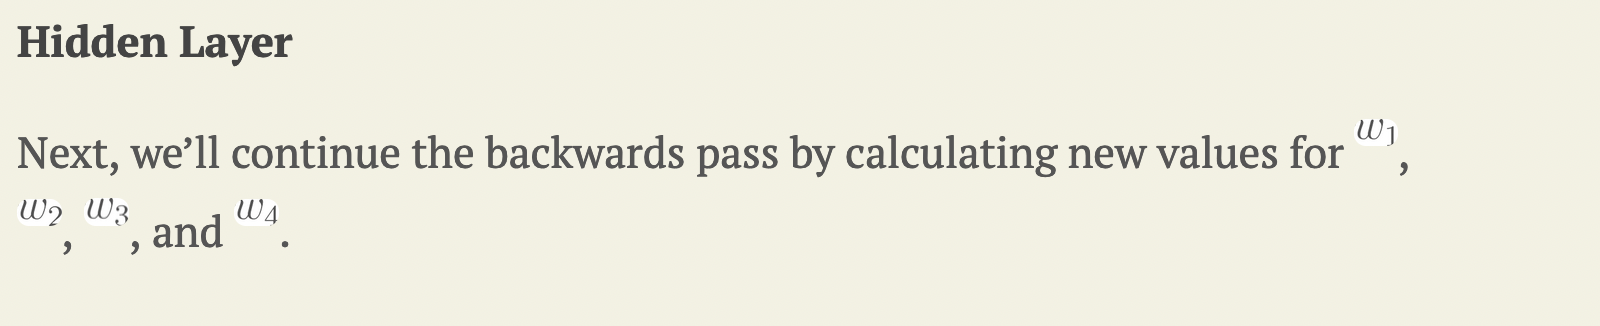 Hidden Layer
Next, we’ll continue the backwards pass by calculating new values for w₁,
w₂, w₃, and w₄.